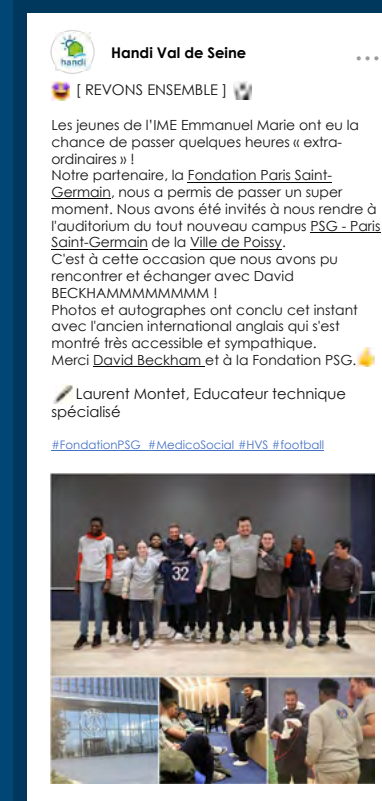 handi
Handi Val de Seine
[ REVONS ENSEMBLE ]
Les jeunes de l'IME Emmanuel Marie ont eu la
chance de passer quelques heures « extra-
ordinaires » !
Notre partenaire, la Fondation Paris Saint-
Germain, nous a permis de passer un super
moment. Nous avons été invités à nous rendre à
l'auditorium du tout nouveau campus PSG - Paris
Saint-Germain de la Ville de Poissy.
C'est à cette occasion que nous avons pu
rencontrer et échanger avec David
BECKHAMMMMMMMM !
Photos et autographes ont conclu cet instant
avec l'ancien international anglais qui s'est
montré très accessible et sympathique.
Merci David Beckham et à la Fondation PSG.
Laurent Montet, Educateur technique
spécialisé
#FondationPSG #MedicoSocial #HVS #football
32